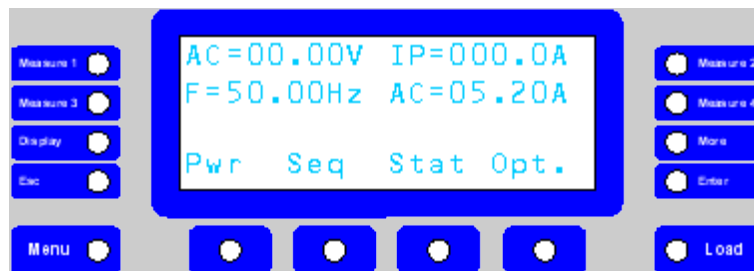 Measure 1
Measure 3
Display
Esc
Menu
AC=00.00V IP=000.0A
F=50.00Hz AC=05.20A
Pwr Seq Stat Opt.
Measure 2
Measure 4
More
Enter
Load